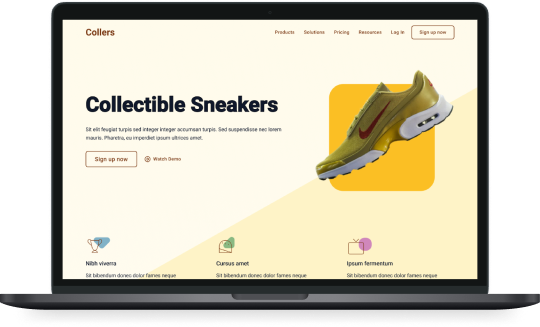 Collers
Products Solutions Pricing Resources Log In Sign up now
Collectible Sneakers
Sit elit feugiat turpis sed integer integer accumsan turpis. Sed suspendisse nec lorem
mauris. Pharetra, eu imperdiet ipsum ultrices amet.
Sign up now Watch Demo
Nibh viverra Cursus amet Ipsum fermentum
Sit bibendum donec dolor fames neque Sit bibendum donec dolor fames neque Sit bibendum donec dolor fames neque